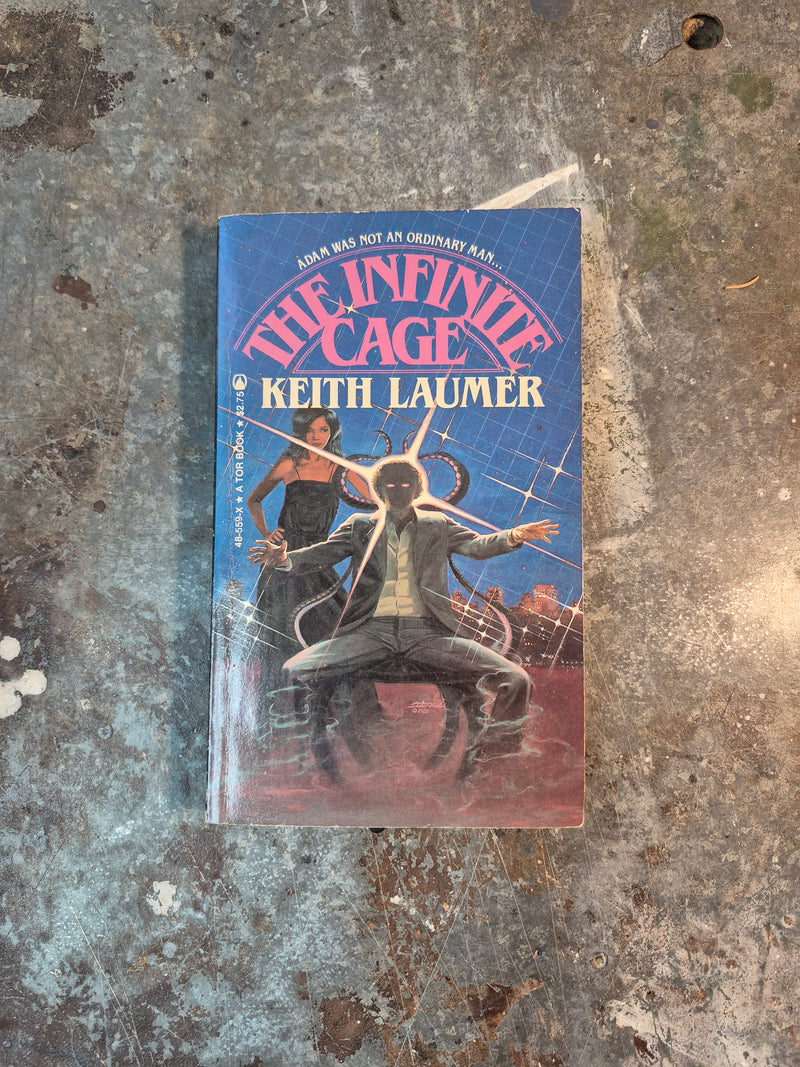 ADAM WAS NOT AN ORDINARY MAN...
THE INFINITE
CAGE
KEITH LAUMER
48-559-X ★ A TOR BOOK ★ $2.75